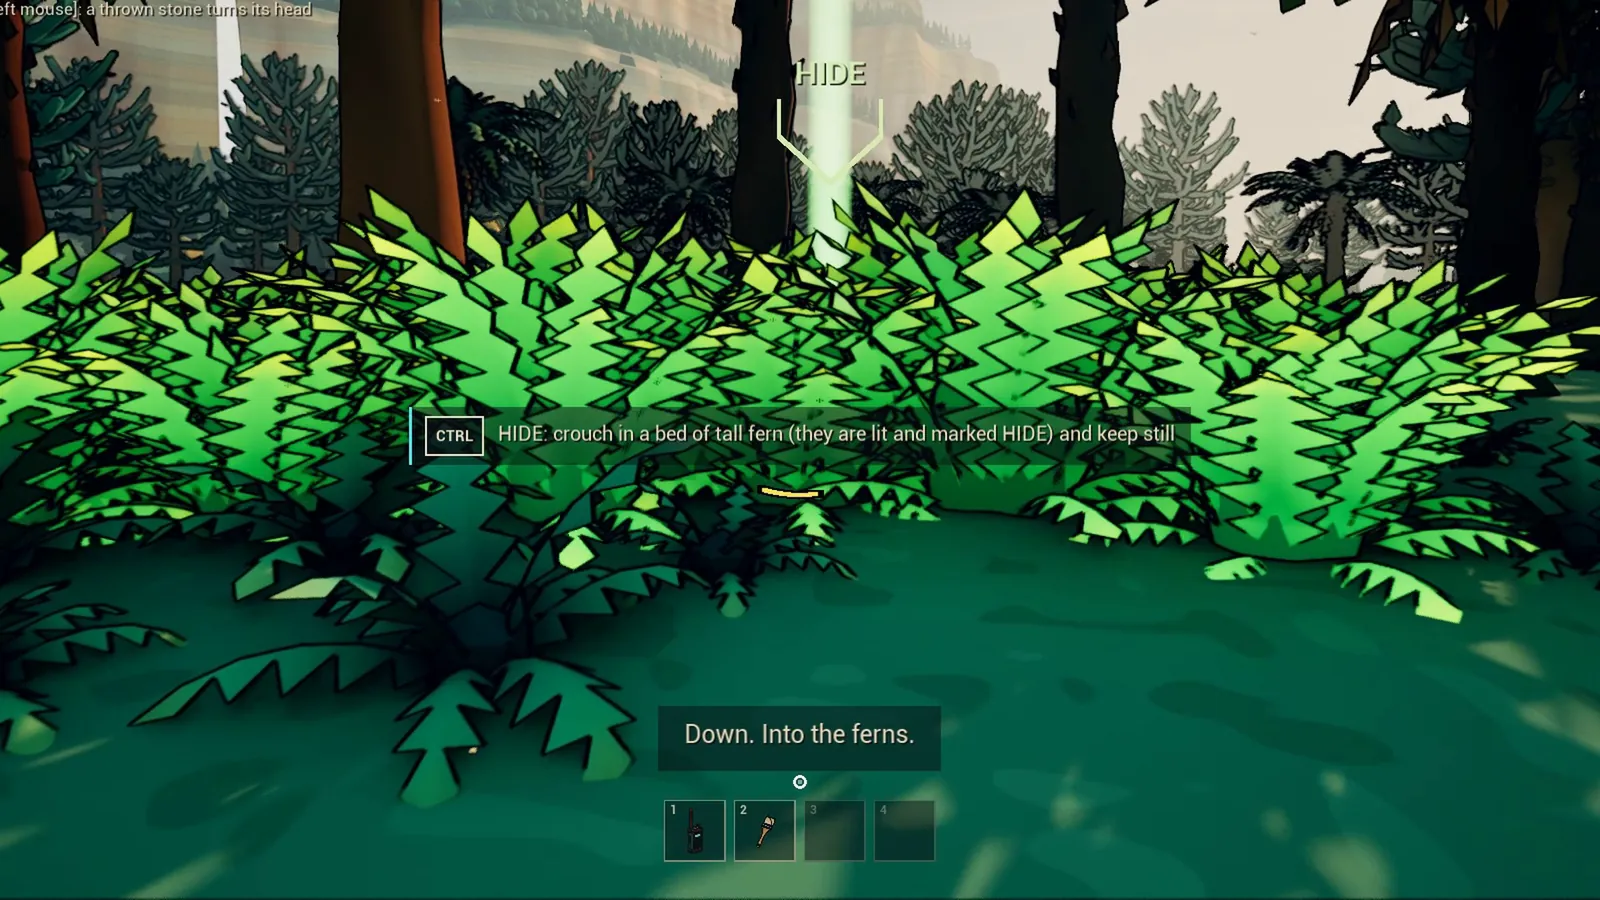 eft mouse]: a thrown stone turns its head
HIDE
CTRL HIDE: crouch in a bed of tall fern (they are lit and marked HIDE) and keep still
Down. Into the ferns.
1 2 3 4